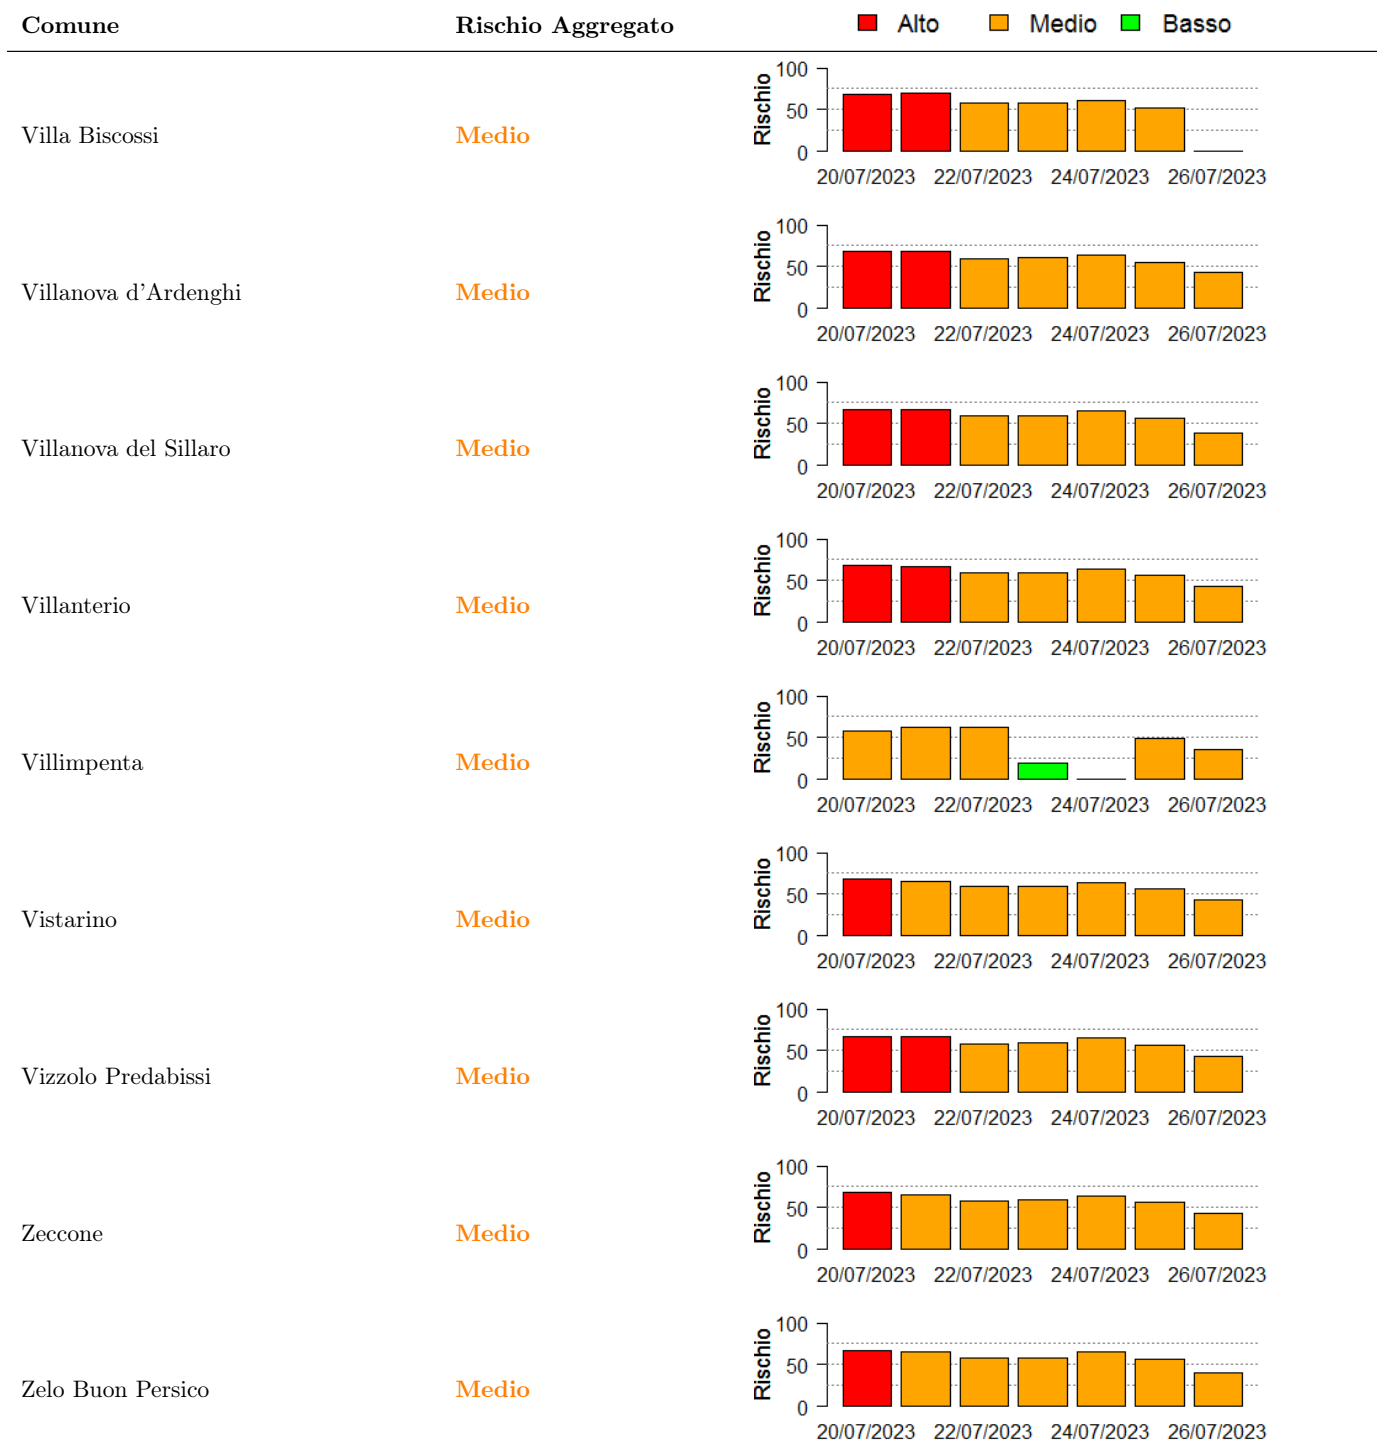 Comune Rischio Aggregato Alto Medio Basso
100
50
0
Rischio
Villa Biscossi Medio
20/07/2023 22/07/2023 24/07/2023 26/07/2023
100
50
0
Rischio
Villanova d'Ardenghi Medio
20/07/2023 22/07/2023 24/07/2023 26/07/2023
100
50
0
Rischio
Villanova del Sillaro Medio
20/07/2023 22/07/2023 24/07/2023 26/07/2023
100
50
0
Rischio
Villanterio Medio
20/07/2023 22/07/2023 24/07/2023 26/07/2023
100
50
0
Rischio
Villimpenta Medio
20/07/2023 22/07/2023 24/07/2023 26/07/2023
100
50
0
Rischio
Vistarino Medio
20/07/2023 22/07/2023 24/07/2023 26/07/2023
100
50
0
Rischio
Vizzolo Predabissi Medio
20/07/2023 22/07/2023 24/07/2023 26/07/2023
100
50
0
Rischio
Zeccone Medio
20/07/2023 22/07/2023 24/07/2023 26/07/2023
100
50
0
Rischio
Zelo Buon Persico Medio
20/07/2023 22/07/2023 24/07/2023 26/07/2023